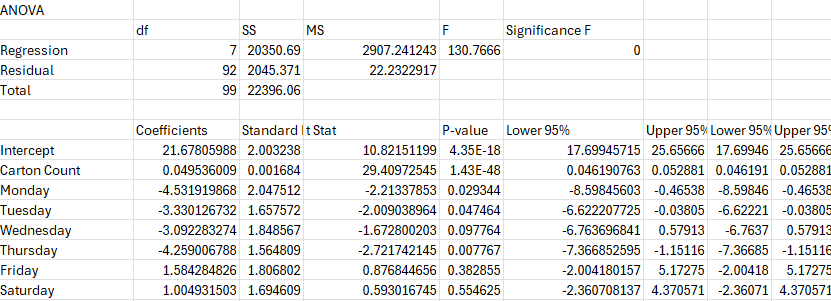 ANOVA
df SS MS F Significance F
Regression 7 20350.69 2907.241243 130.7666 0
Residual 92 2045.371 22.2322917
Total 99 22396.06
Coefficients Standard t Stat P-value Lower 95% Upper 95% Lower 95% Upper 95%
Intercept 21.67805988 2.003238 10.82151199 4.35E-18 17.69945715 25.65666 17.69946 25.65666
Carton Count 0.049536009 0.001684 29.40972545 1.43E-48 0.046190763 0.052881 0.046191 0.052881
Monday -4.531919868 2.047512 -2.21337853 0.029344 -8.59845603 -0.46538 -8.59846 -0.46538
Tuesday -3.330126732 1.657572 -2.009038964 0.047464 -6.622207725 -0.03805 -6.62221 -0.03805
Wednesday -3.092283274 1.848567 -1.672800203 0.097764 -6.763696841 0.57913 -6.7637 0.57913
Thursday -4.259006788 1.564809 -2.721742145 0.007767 -7.366852595 -1.15116 -7.36685 -1.15116
Friday 1.584284826 1.806802 0.876844656 0.382855 -2.004180157 5.17275 -2.00418 5.17275
Saturday 1.004931503 1.694609 0.593016745 0.554625 -2.360708137 4.370571 -2.36071 4.370571